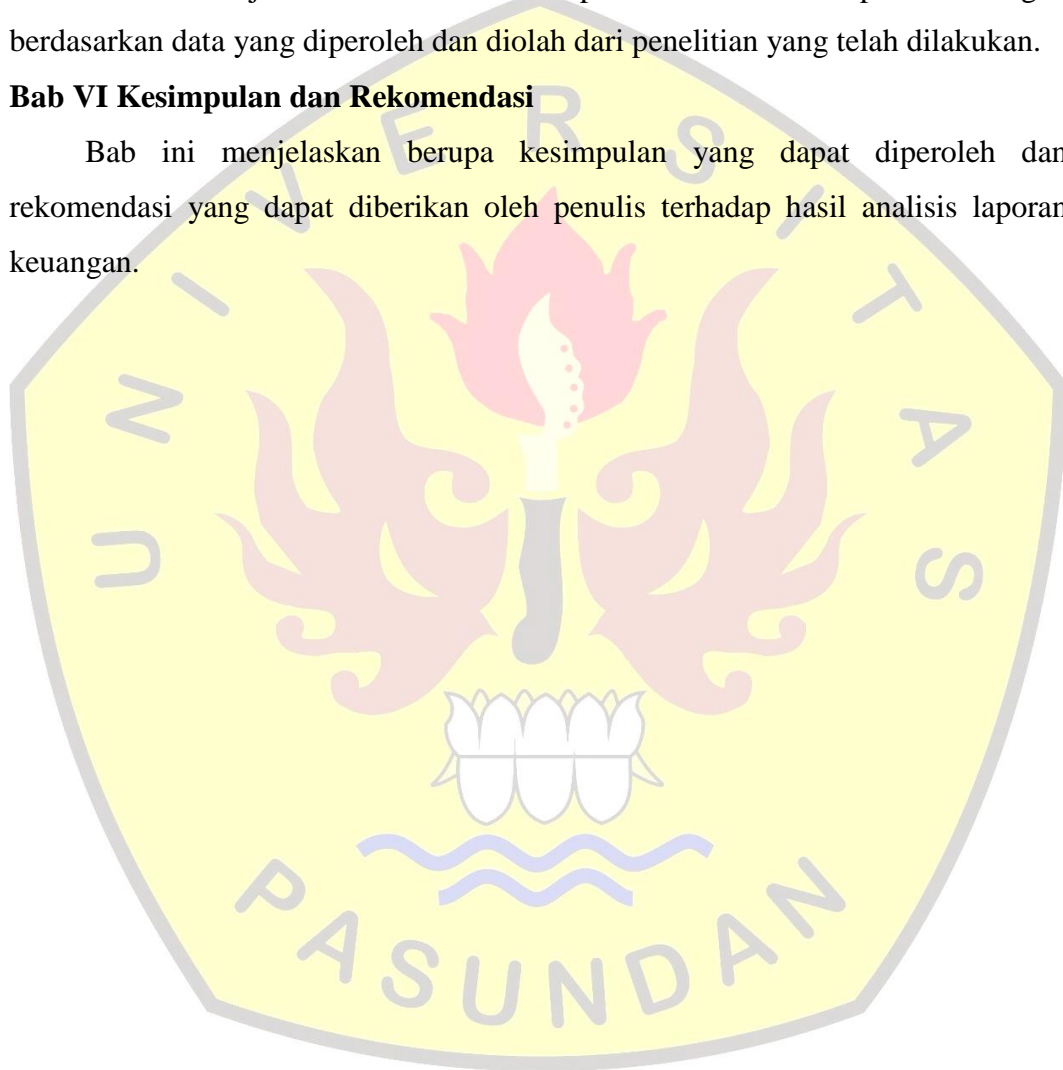 berdasarkan data yang diperoleh dan diolah dari penelitian yang telah dilakukan.
Bab VI Kesimpulan dan Rekomendasi
Bab ini menjelaskan berupa kesimpulan yang dapat diperoleh dan
rekomendasi yang dapat diberikan oleh penulis terhadap hasil analisis laporan
keuangan.
UNIVERSITAS
PASUNDAN